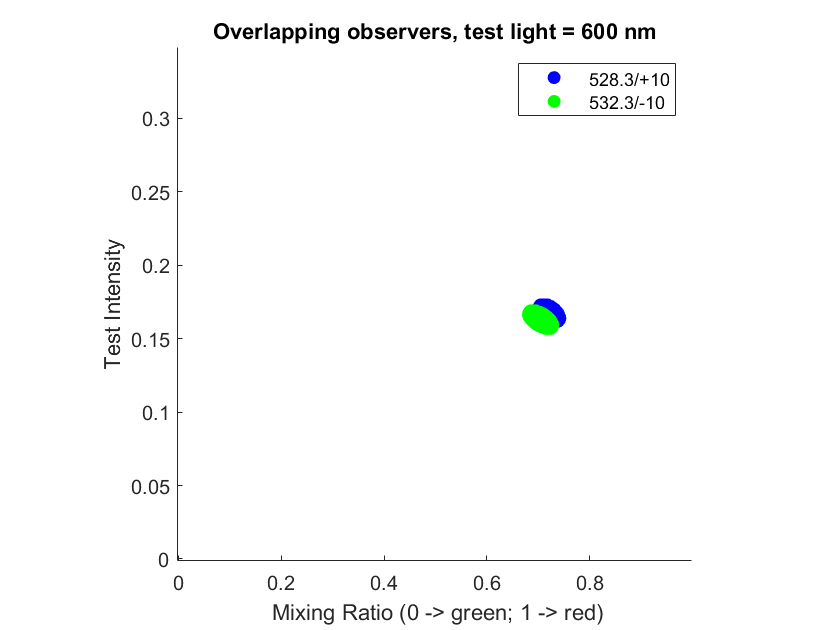 Overlapping observers, test light = 600 nm
528.3/+10
532.3/-10
Test Intensity
0.3
0.25
0.2
0.15
0.1
0.05
0
0 0.2 0.4 0.6 0.8
Mixing Ratio (0 -> green; 1 -> red)